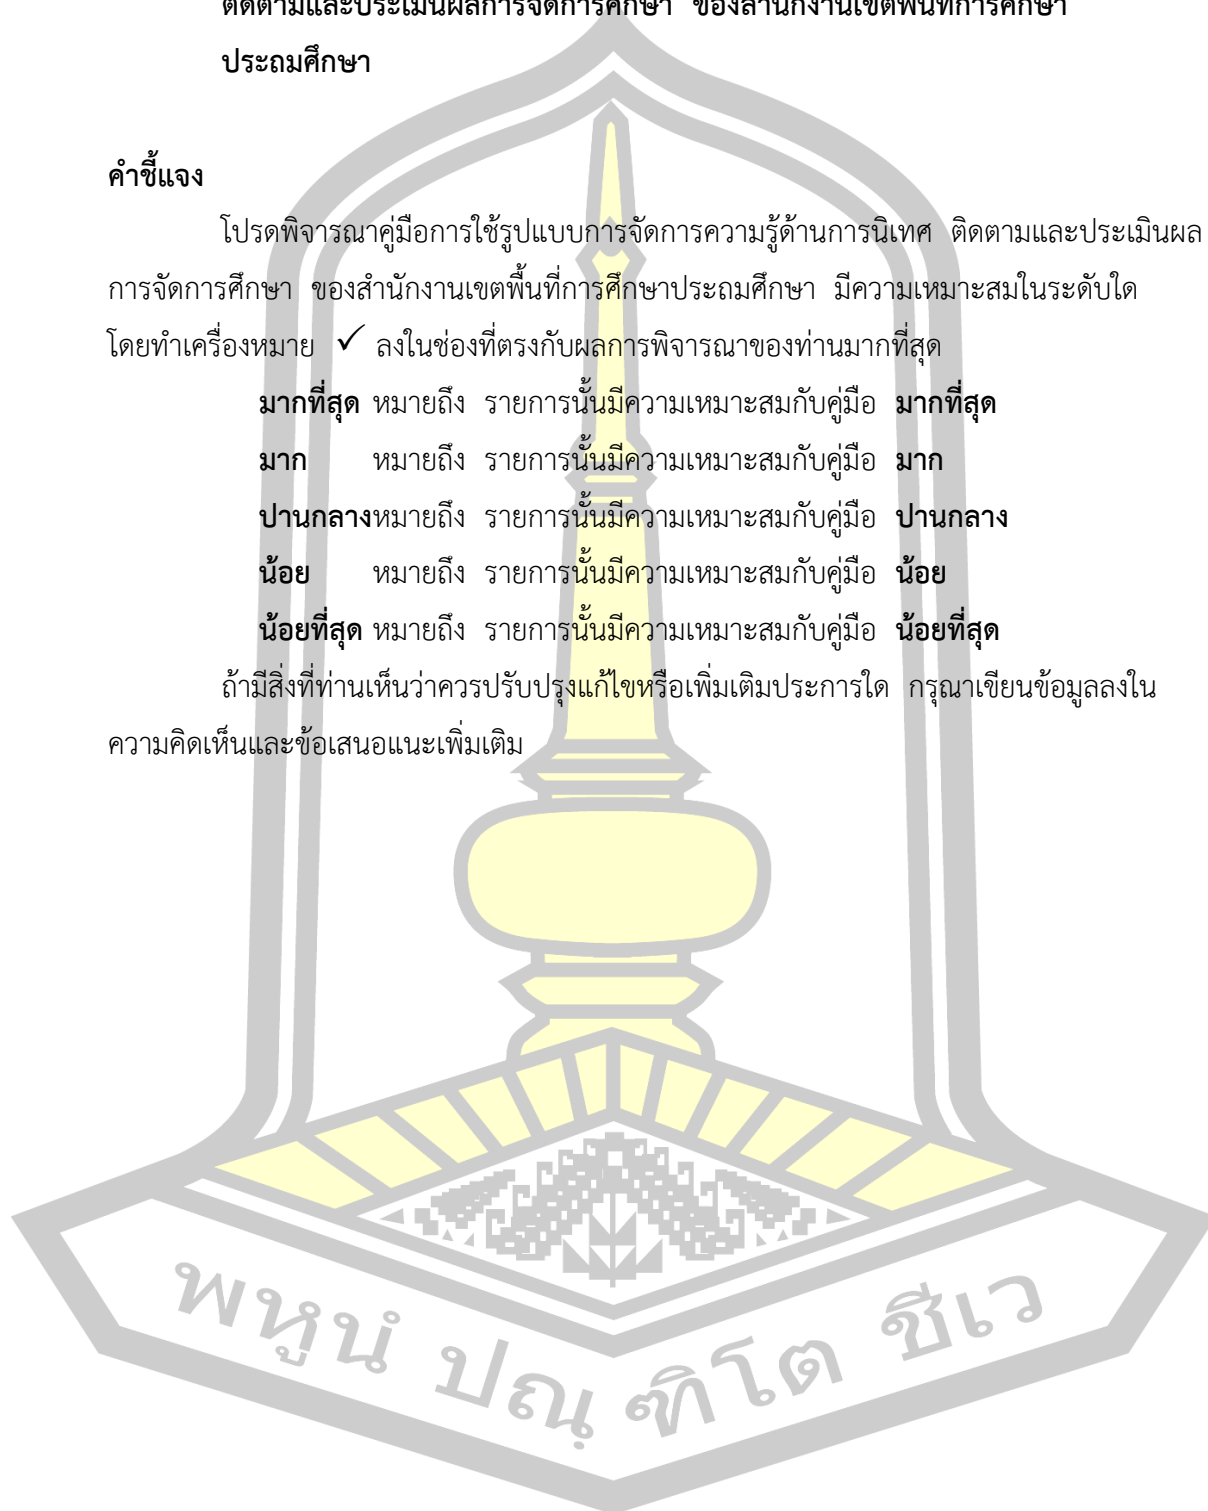 ติดตามและประเมินผลการจัดการศึกษา ของสำนักงานเขตพื้นที่การศึกษา
ประถมศึกษา
คำชี้แจง
โปรดพิจารณาคู่มือการใช้รูปแบบการจัดการความรู้ด้านการนิเทศ ติดตามและประเมินผล
การจัดการศึกษา ของสำนักงานเขตพื้นที่การศึกษาประถมศึกษา มีความเหมาะสมในระดับใด
โดยทำเครื่องหมาย ✓ ลงในช่องที่ตรงกับผลการพิจารณาของท่านมากที่สุด
มากที่สุด หมายถึง รายการนั้นมีความเหมาะสมกับคู่มือ มากที่สุด
มาก หมายถึง รายการนั้นมีความเหมาะสมกับคู่มือ มาก
ปานกลางหมายถึง รายการนั้นมีความเหมาะสมกับคู่มือ ปานกลาง
น้อย หมายถึง รายการนั้นมีความเหมาะสมกับคู่มือ น้อย
น้อยที่สุด หมายถึง รายการนั้นมีความเหมาะสมกับคู่มือ น้อยที่สุด
ถ้ามีสิ่งที่ท่านเห็นว่าควรปรับปรุงแก้ไขหรือเพิ่มเติมประการใด กรุณาเขียนข้อมูลลงใน
ความคิดเห็นและข้อเสนอแนะเพิ่มเติม
พหูนํ ปณฺ ฑิโต ชีเว